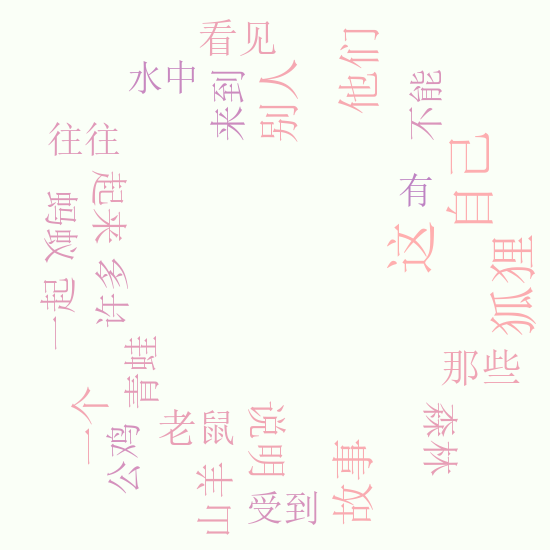 看见
水中
来到
别人
他们
不能
往往
起来
自己
有
这
强烈
许多
一起
狐狸
青蛙
那些
一个
公鸡
老鼠
说明
森林
故事
山羊
受到